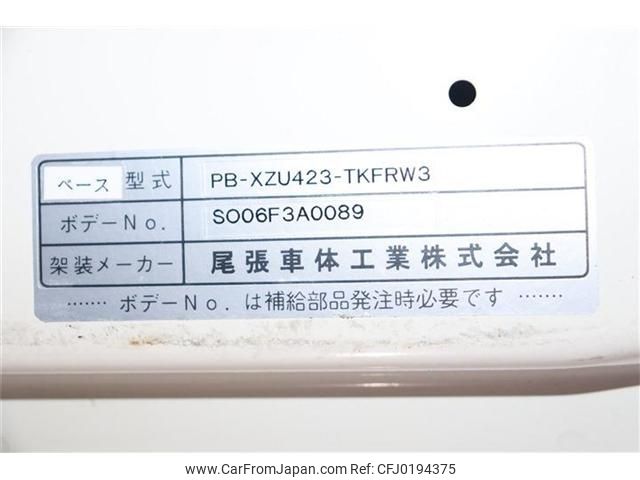 ベース型式 PB-XZU423-TKFRW3
ボデーNo. SO06F3A0089
架装メーカー 尾張車体工業株式会社
…… ボデーNo. は補給部品発注時必要です ……
CarFromJapan.com CFJ0194375